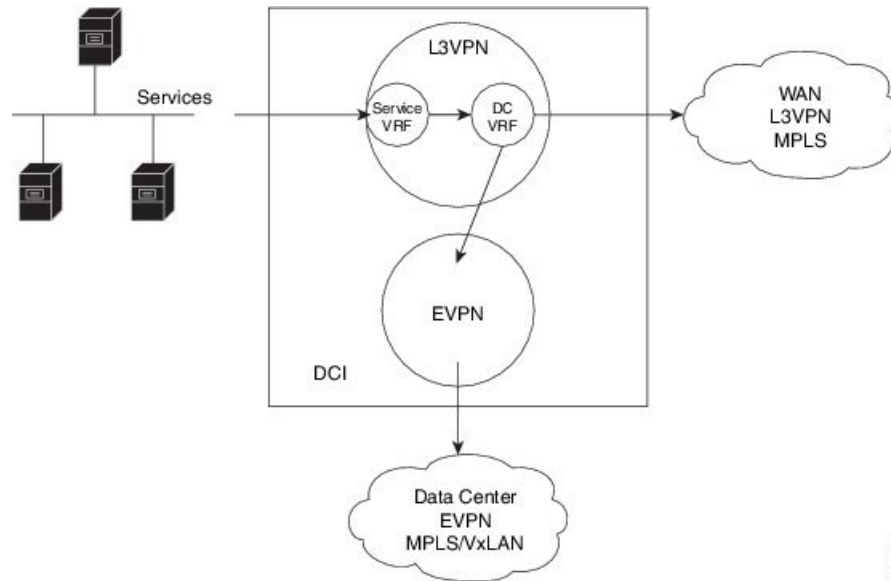 L3VPN
Services
Service
VRF
DC
VRF
WAN
L3VPN
MPLS
EVPN
DCI
Data Center
EVPN
MPLS/VxLAN